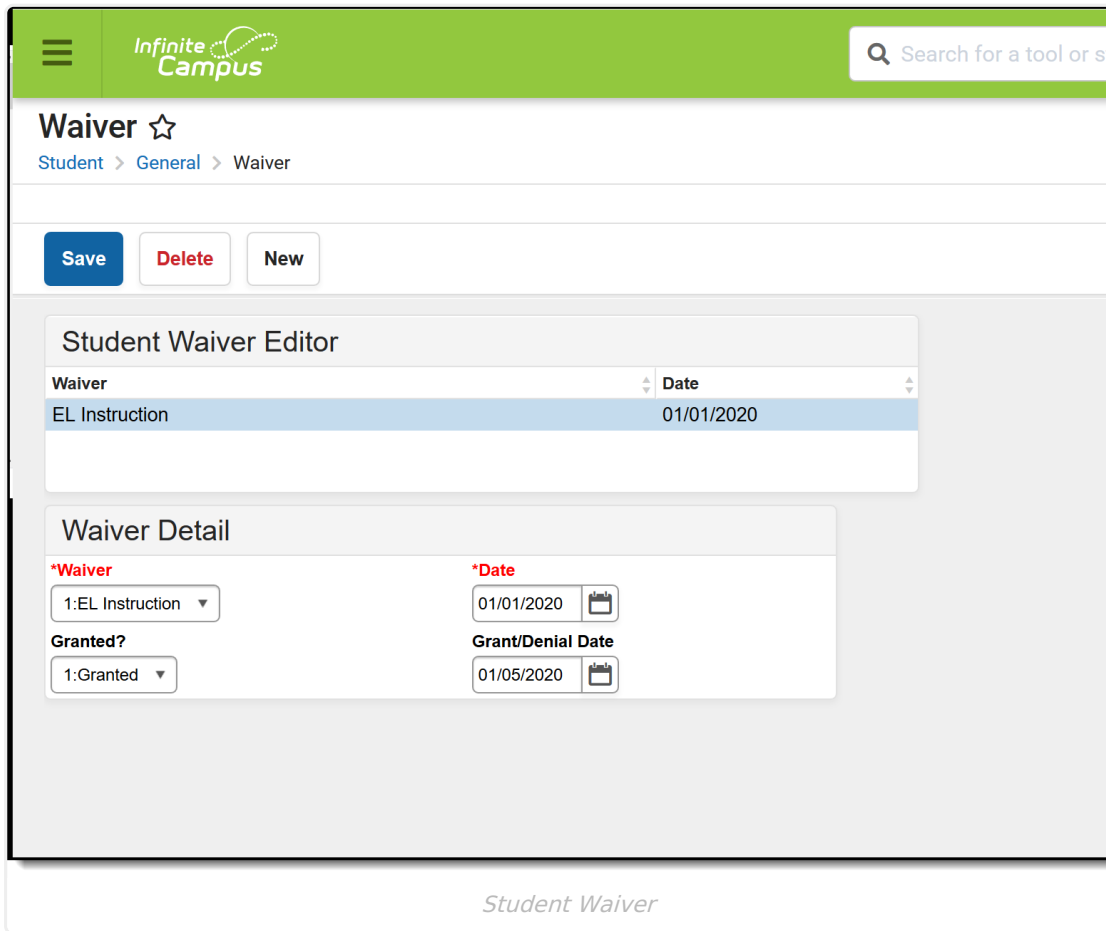 Infinite
Campus
Search for a tool or s
Waiver
Student > General > Waiver
Save Delete New
Student Waiver Editor
Waiver Date
EL Instruction 01/01/2020
Waiver Detail
*Waiver *Date
1:EL Instruction 01/01/2020
Granted? Grant/Denial Date
1:Granted 01/05/2020
Student Waiver